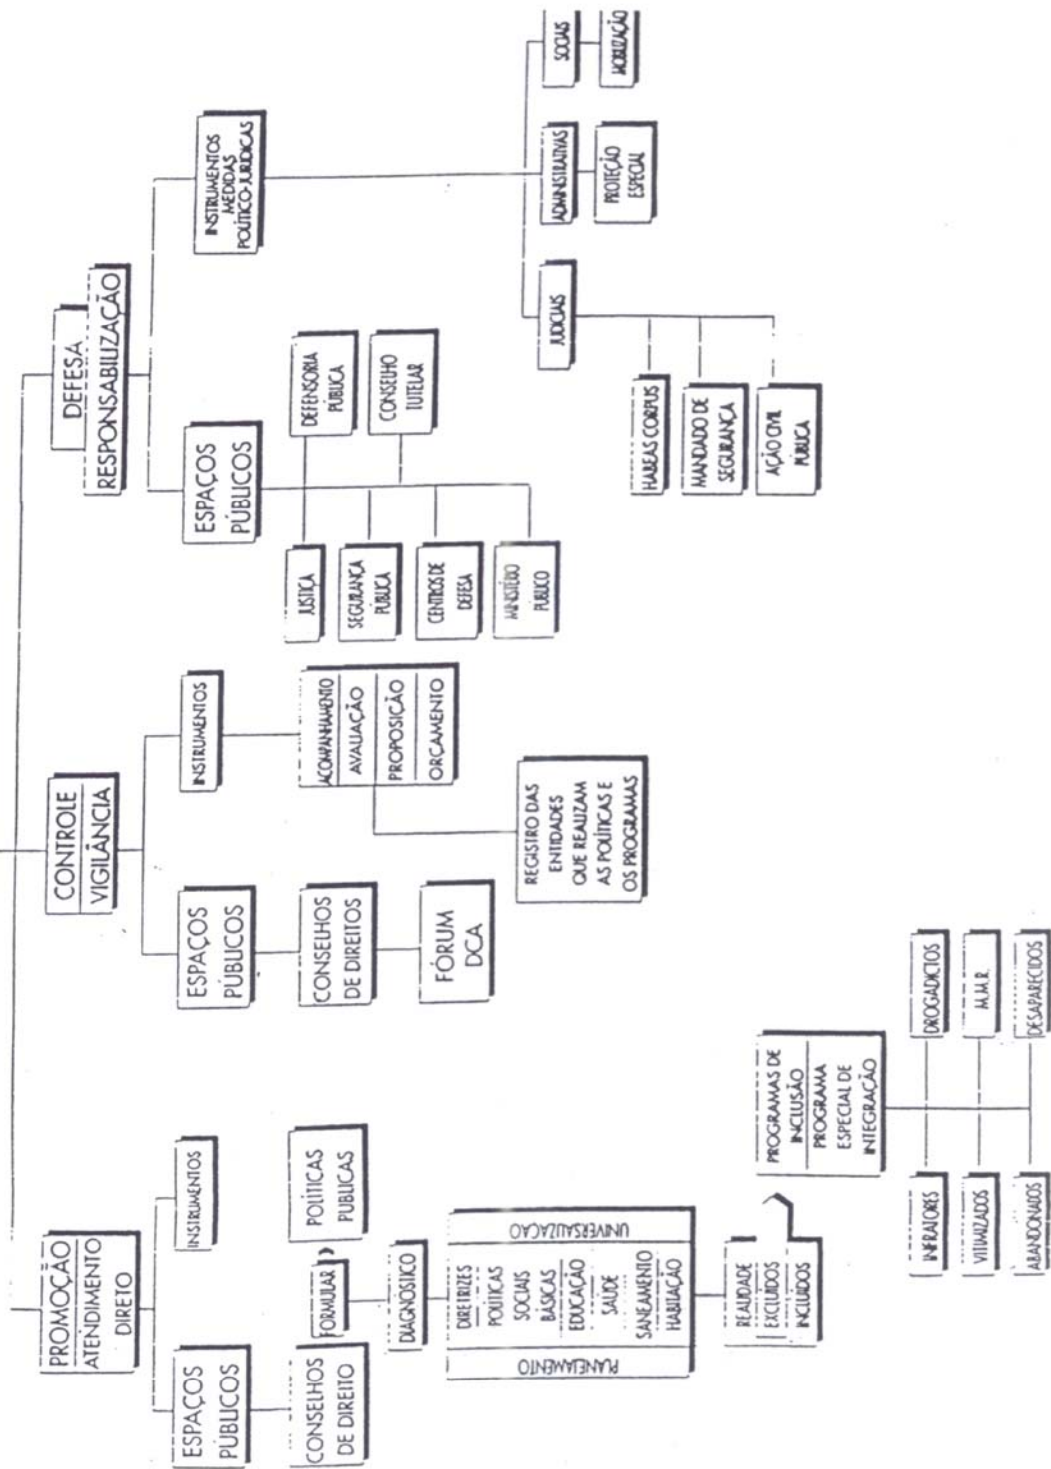 PROMOÇÃO
ATENDIMENTO
DIRETO
ESPAÇOS
PÚBLICOS
INSTRUMENTOS
CONSELHOS
DE DIREITO
FORMULAR
POLÍTICAS
PUBLICAS
DIAGNOSTICO
PLANEJAMENTO
DIRETRIZES
POLÍTICAS
SOCIAIS
BÁSICAS
EDUCAÇÃO
SAÚDE
SANEAMENTO
HABITAÇÃO
UNIVERSALIZACAO
REALIDADE
EXCLUÍDOS
INCLUÍDOS
PROGRAMAS DE
INCLUSÃO
PROGRAMA
ESPECIAL DE
INTEGRAÇÃO
INFRATORES
DROGADICTOS
VITIMIZADOS
M.M.R.
ABANDONADOS
DESAPARECIDOS
CONTROLE
VIGILÂNCIA
ESPAÇOS
PÚBLICOS
INSTRUMENTOS
CONSELHOS
DE DIREITOS
FÓRUM
DCA
ACOMPANHAMENTO
AVALIAÇÃO
PROPOSIÇÃO
ORÇAMENTO
REGISTRO DAS
ENTIDADES
QUE REALIZAM
AS POLÍTICAS E
OS PROGRAMAS
DEFESA
RESPONSABILIZAÇÃO
ESPAÇOS
PÚBLICOS
INSTRUMENTOS
MEDIDAS
POLÍTICO-JURÍDICAS
JUSTIÇA
DEFENSORIA
PÚBLICA
SEGURANÇA
PÚBLICA
CONSELHO
TUTELAR
CENTROS DE
DEFESA
MINISTÉRIO
PÚBLICO
JUDICIAIS
ADMINISTRATIVAS
SOCIAIS
HABEAS CORPUS
MANDADO DE
SEGURANÇA
AÇÃO CIVIL
PÚBLICA
PROTEÇÃO
ESPECIAL
MOBILIZAÇÃO